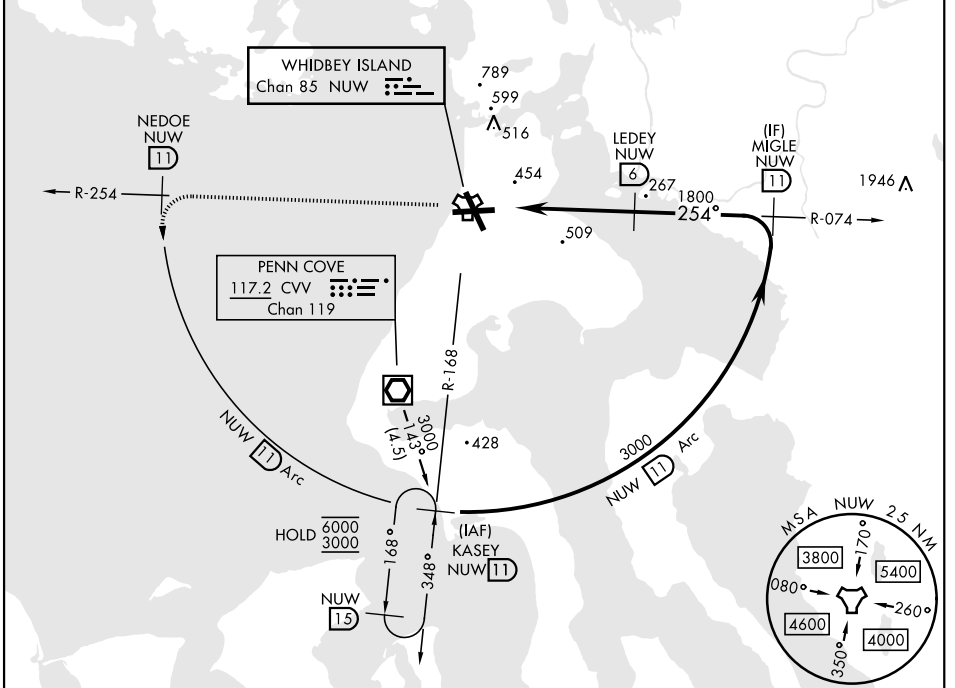 WHIDBEY ISLAND
Chan 85 NUW
789
599
516
454
NEDOE
NUW
11
R-254
LEDEY
NUW
6
267
1800
254°
(IF)
MIGLE
NUW
11
1946
R-074
509
PENN COVE
117.2 CVV
Chan 119
R-168
3000
143°
(4.5)
428
NUW 11 Arc
3000
NUW 11 Arc
HOLD 6000
3000
168°
348°
(IAF)
KASEY
NUW 11
NUW
15
MSA NUW 25 NM
170°
3800
5400
080°
260°
4600
4000
350°